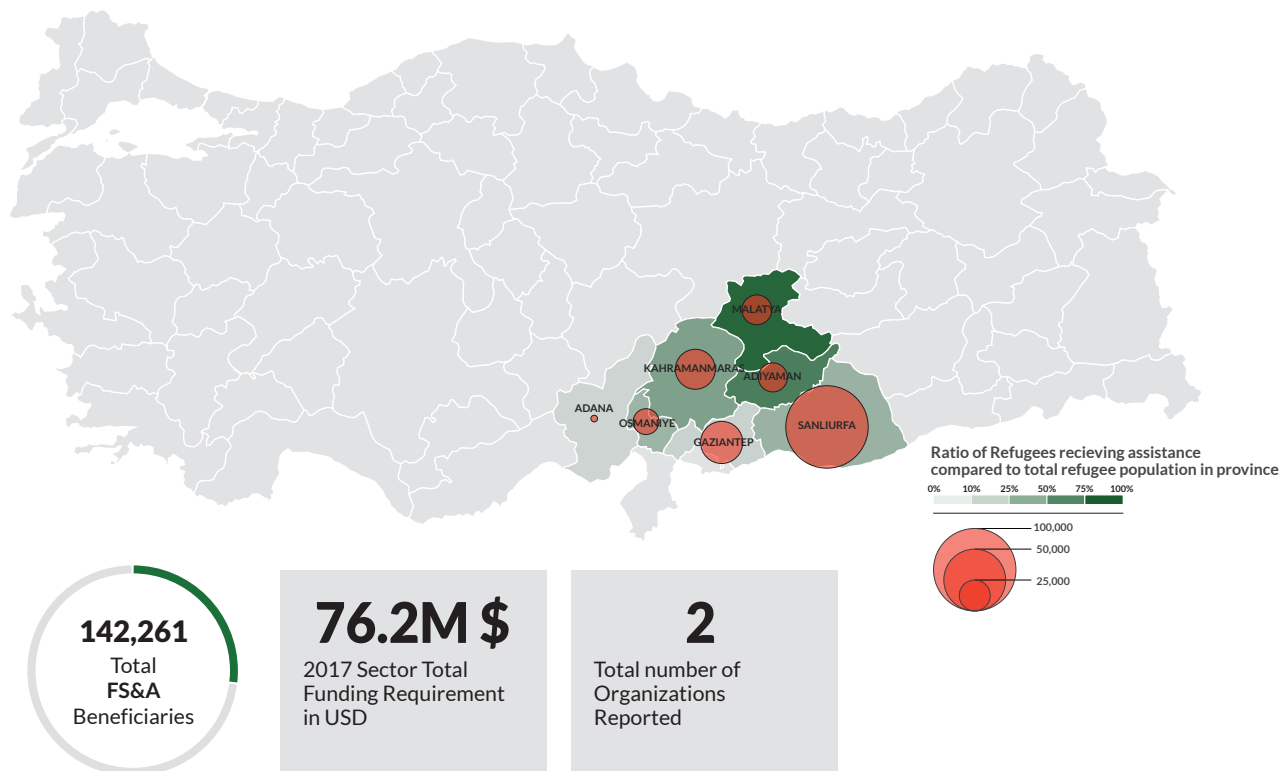 MALATYA
KAHRAMANMARAS
ADIYAMAN
ADANA
OSMANIYE
SANLIURFA
GAZIANTEP
Ratio of Refugees recieving assistance
compared to total refugee population in province
0% 10% 25% 50% 75% 100%
100,000
50,000
25,000
142,261
Total
FS&A
Beneficiaries
76.2M $
2017 Sector Total
Funding Requirement
in USD
2
Total number of
Organizations
Reported